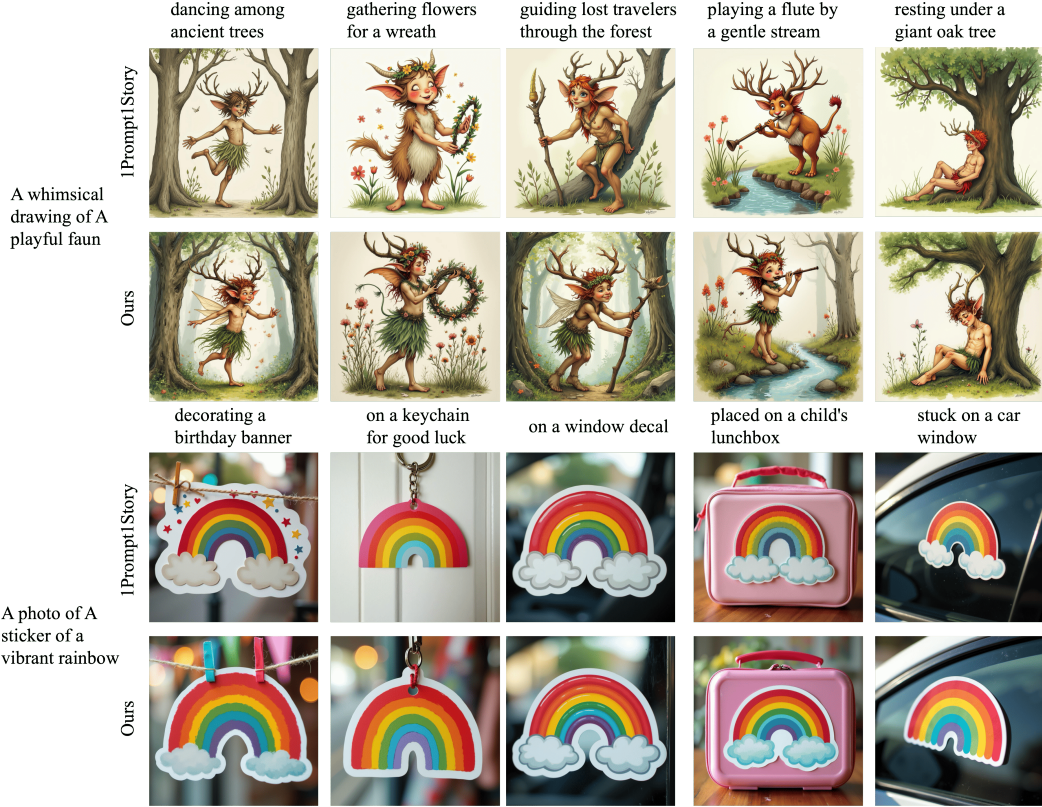 dancing among
ancient trees
gathering flowers
for a wreath
guiding lost travelers
through the forest
playing a flute by
a gentle stream
resting under a
giant oak tree
1Prompt1Story
A whimsical
drawing of A
playful faun
Ours
decorating a
birthday banner
on a keychain
for good luck
on a window decal
placed on a child's
lunchbox
stuck on a car
window
1Prompt1Story
A photo of A
sticker of a
vibrant rainbow
Ours